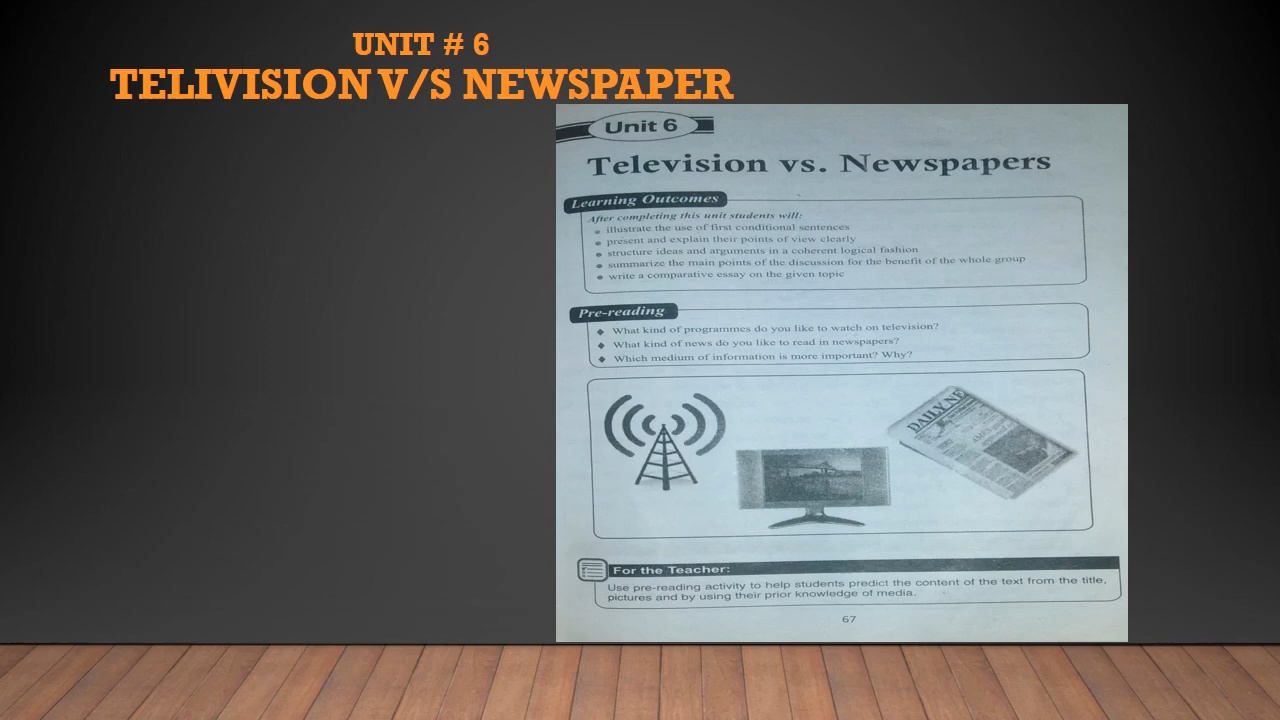 UNIT # 6
TELIVISION V/S NEWSPAPER
Unit 6
Television vs. Newspapers
Learning Outcomes
After completing this unit students will:
illustrate the use of first conditional sentences
present and explain their points of view clearly
structure ideas and arguments in a coherent logical fashion
summarize the main points of the discussion for the benefit of the whole group
write a comparative essay on the given topic
Pre-reading
What kind of programmes do you like to watch on television?
What kind of news do you like to read in newspapers?
Which medium of information is more important? Why?
DAILY NE
For the Teacher:
Use pre-reading activity to help students predict the content of the text from the title,
pictures and by using their prior knowledge of media.
67